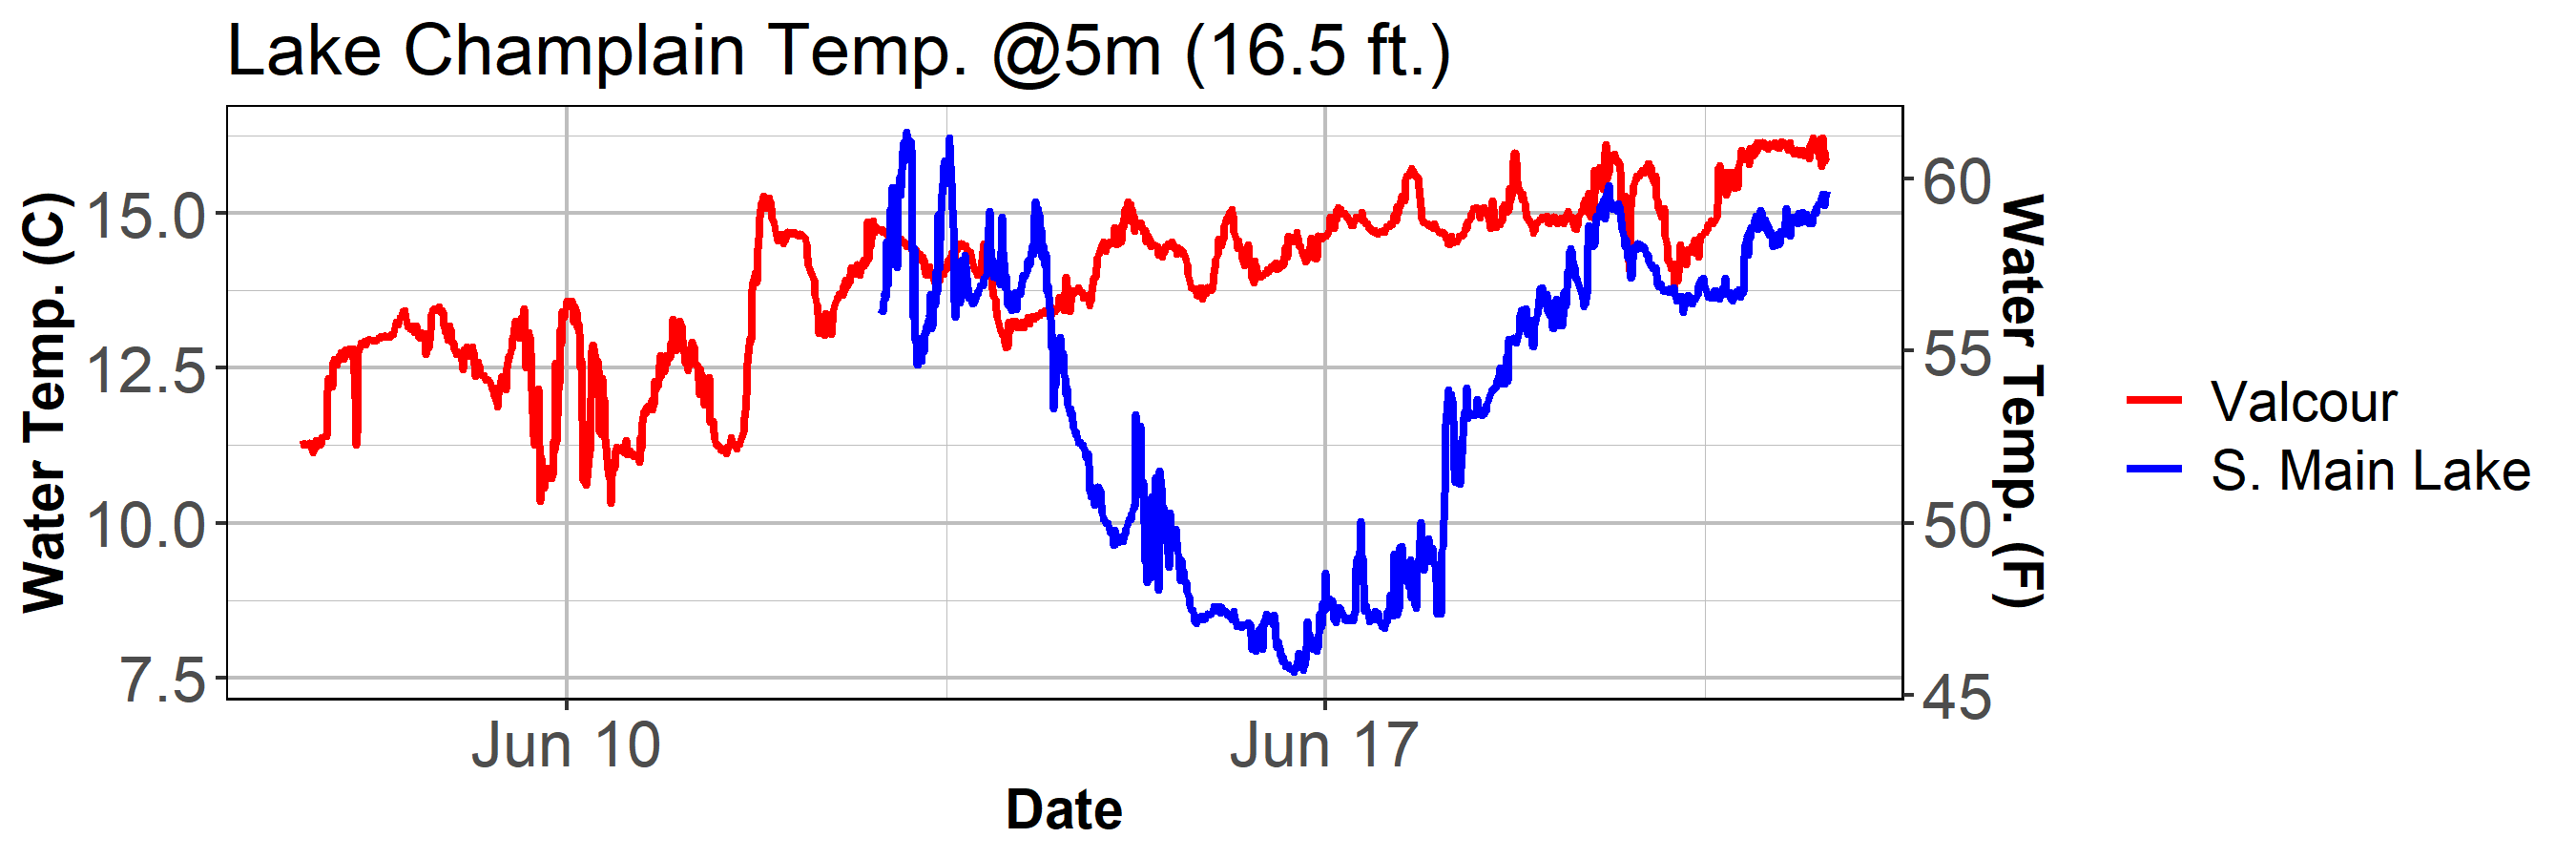 Lake Champlain Temp. @5m (16.5 ft.)
Water Temp. (C)
15.0
12.5
10.0
7.5
60
55
50
45
Water Temp. (F)
Jun 10
Jun 17
Date
Valcour
S. Main Lake